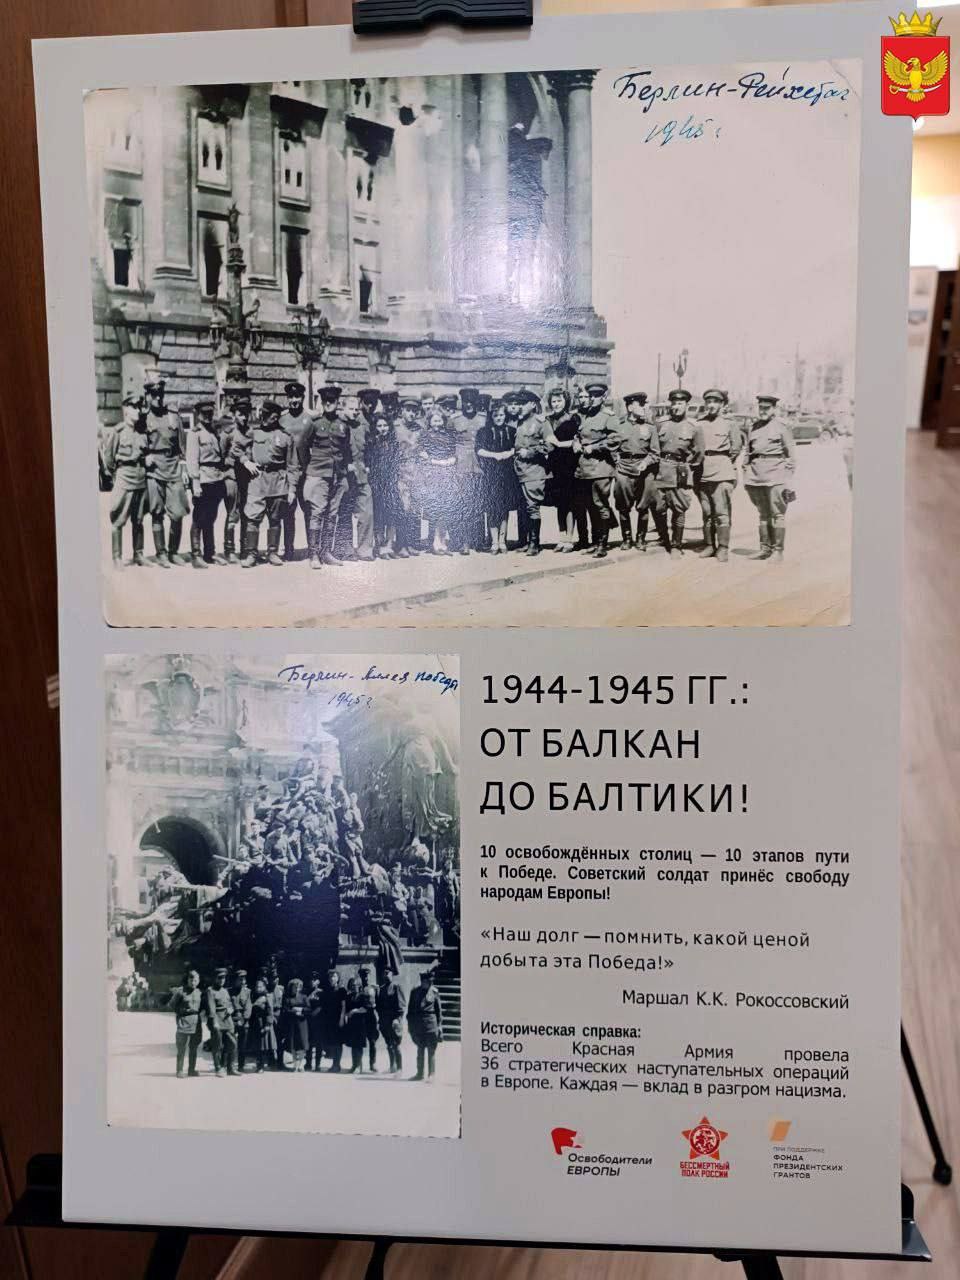 Берлин-Рейхстаг
1945 г
Берлин-Аллея победы
1945 г
1944-1945 ГГ.:
ОТ БАЛКАН
ДО БАЛТИКИ!
10 освобождённых столиц — 10 этапов пути
к Победе. Советский солдат принёс свободу
народам Европы!
«Наш долг — помнить, какой ценой
добыта эта Победа!»
Маршал К.К. Рокоссовский
Историческая справка:
Всего Красная Армия провела
36 стратегических наступательных операций
в Европе. Каждая — вклад в разгром нацизма.
Освободители
ЕВРОПЫ
БЕССМЕРТНЫЙ
ПОЛК РОССИИ
ПРИ ПОДДЕРЖКЕ
ФОНДА
ПРЕЗИДЕНТСКИХ
ГРАНТОВ